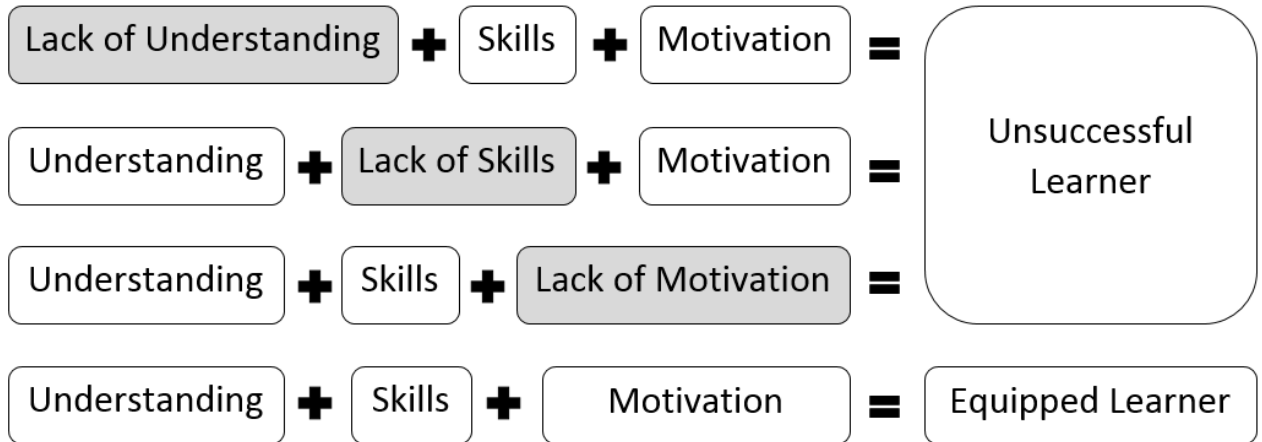 Lack of Understanding + Skills + Motivation =
Unsuccessful
Learner
Understanding + Lack of Skills + Motivation =
Understanding + Skills + Lack of Motivation =
Understanding + Skills + Motivation = Equipped Learner